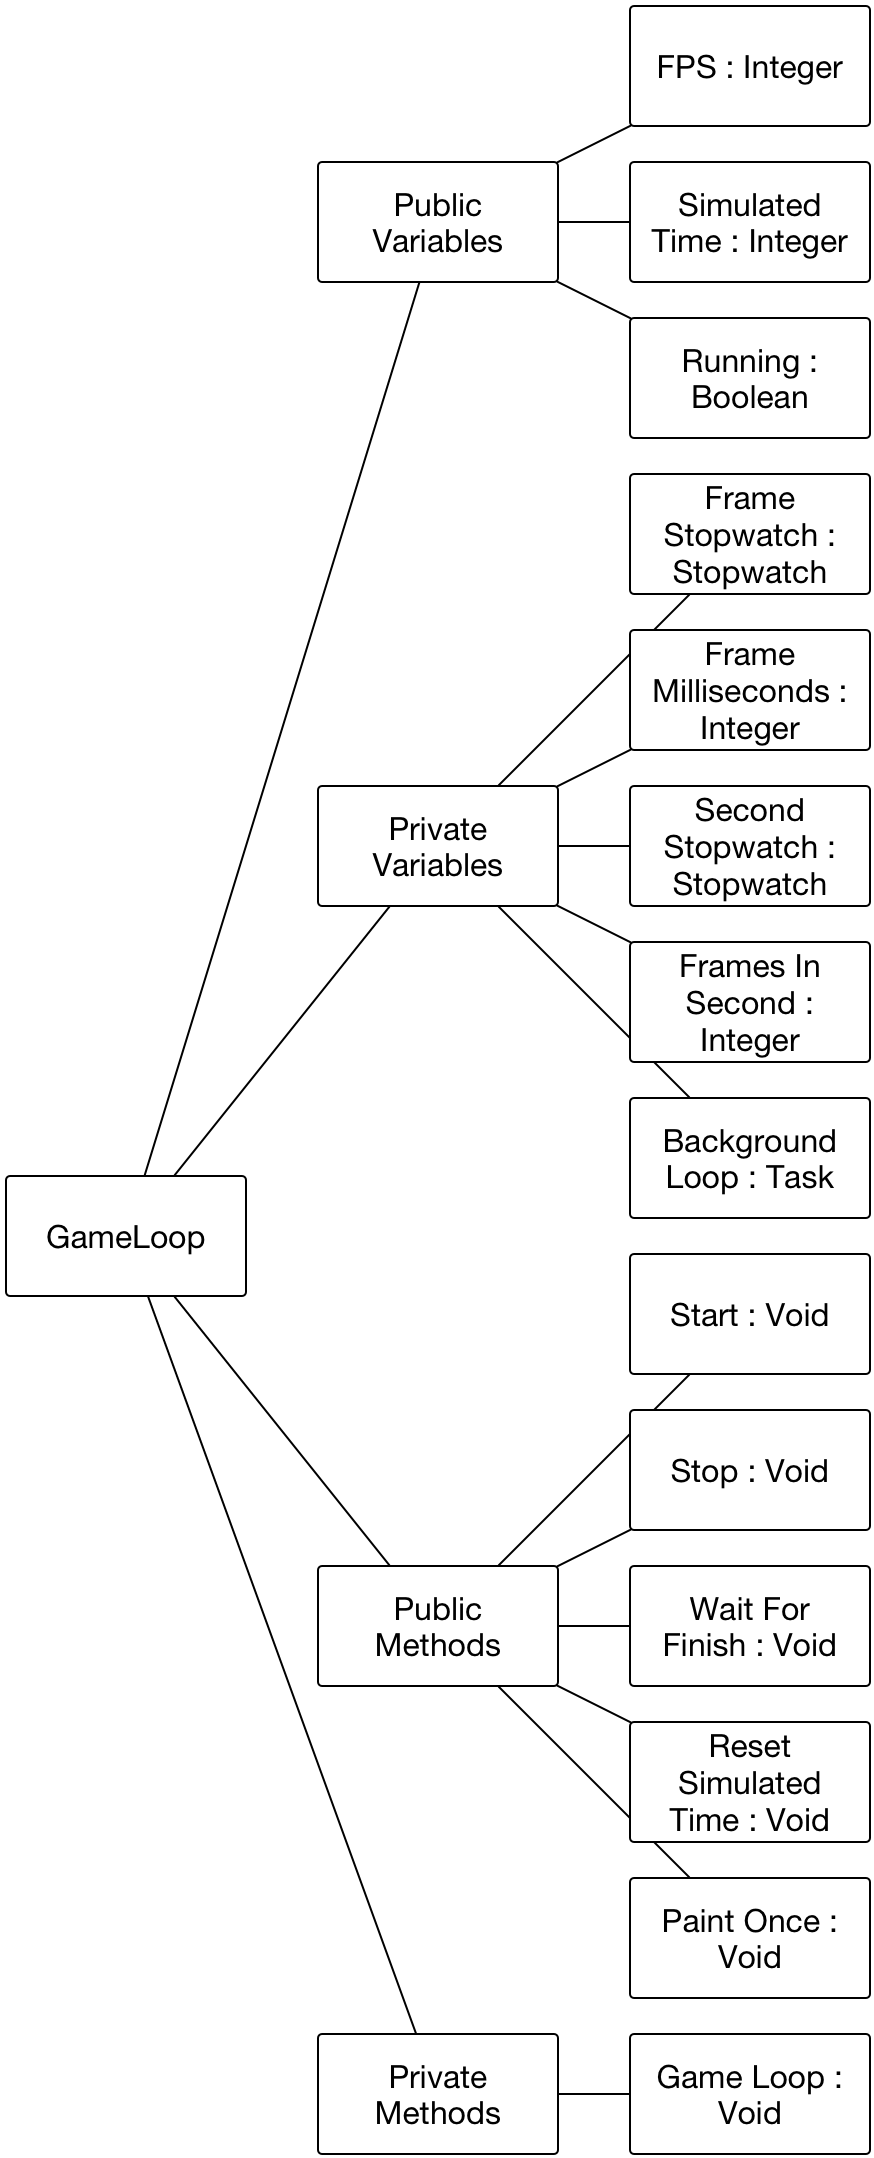 FPS : Integer
Public
Variables
Simulated
Time : Integer
Running :
Boolean
Frame
Stopwatch :
Stopwatch
Frame
Milliseconds :
Integer
Private
Variables
Second
Stopwatch :
Stopwatch
Frames In
Second :
Integer
Background
Loop : Task
GameLoop
Start : Void
Stop : Void
Public
Methods
Wait For
Finish : Void
Reset
Simulated
Time : Void
Paint Once :
Void
Private
Methods
Game Loop :
Void